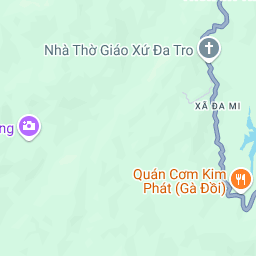 Nhà Thờ Giáo Xứ Đa Tro
XÃ ĐA MI
ng
Quán Cơm Kim
Phát (Gà Đồi)